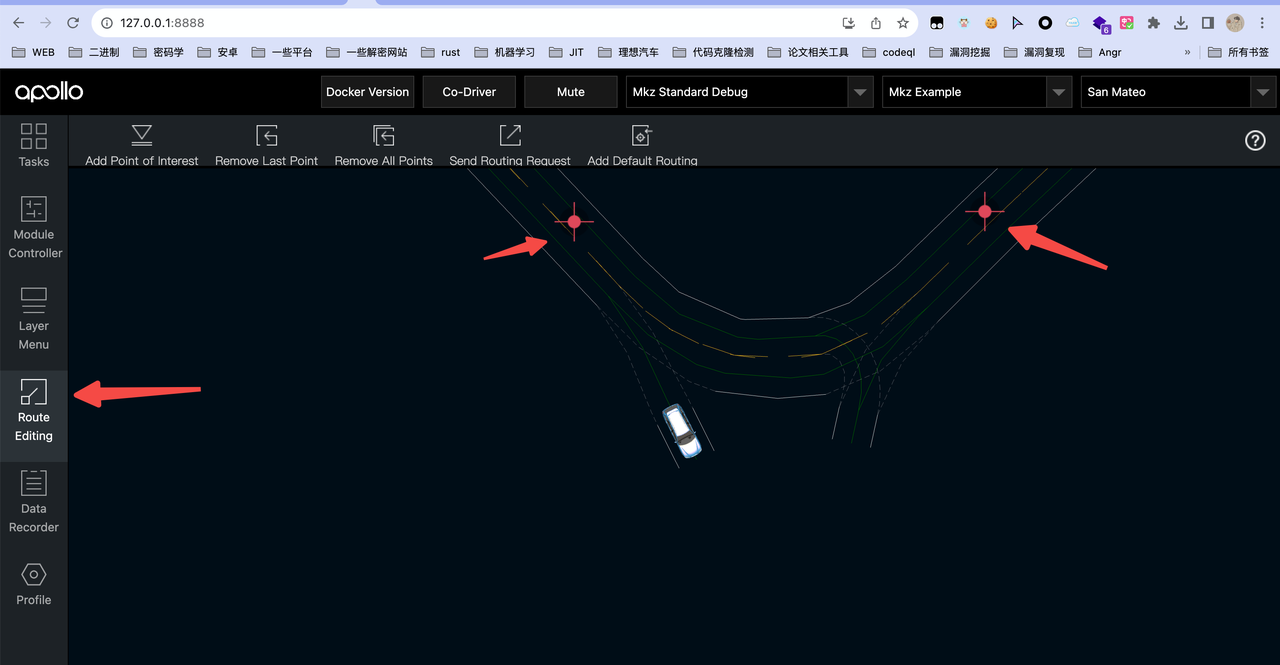 127.0.0.1:8888
6
WEB 二进制 密码学 安卓 一些平台 一些解密网站 rust 机器学习 JIT 理想汽车 代码克隆检测 论文相关工具 codeql 漏洞挖掘 漏洞复现 Angr » 所有书签
apollo Docker Version Co-Driver Mute Mkz Standard Debug Mkz Example San Mateo
Add Point of Interest Remove Last Point Remove All Points Send Routing Request Add Default Routing ?
Tasks
Module
Controller
Layer
Menu
Route
Editing
Data
Recorder
Profile